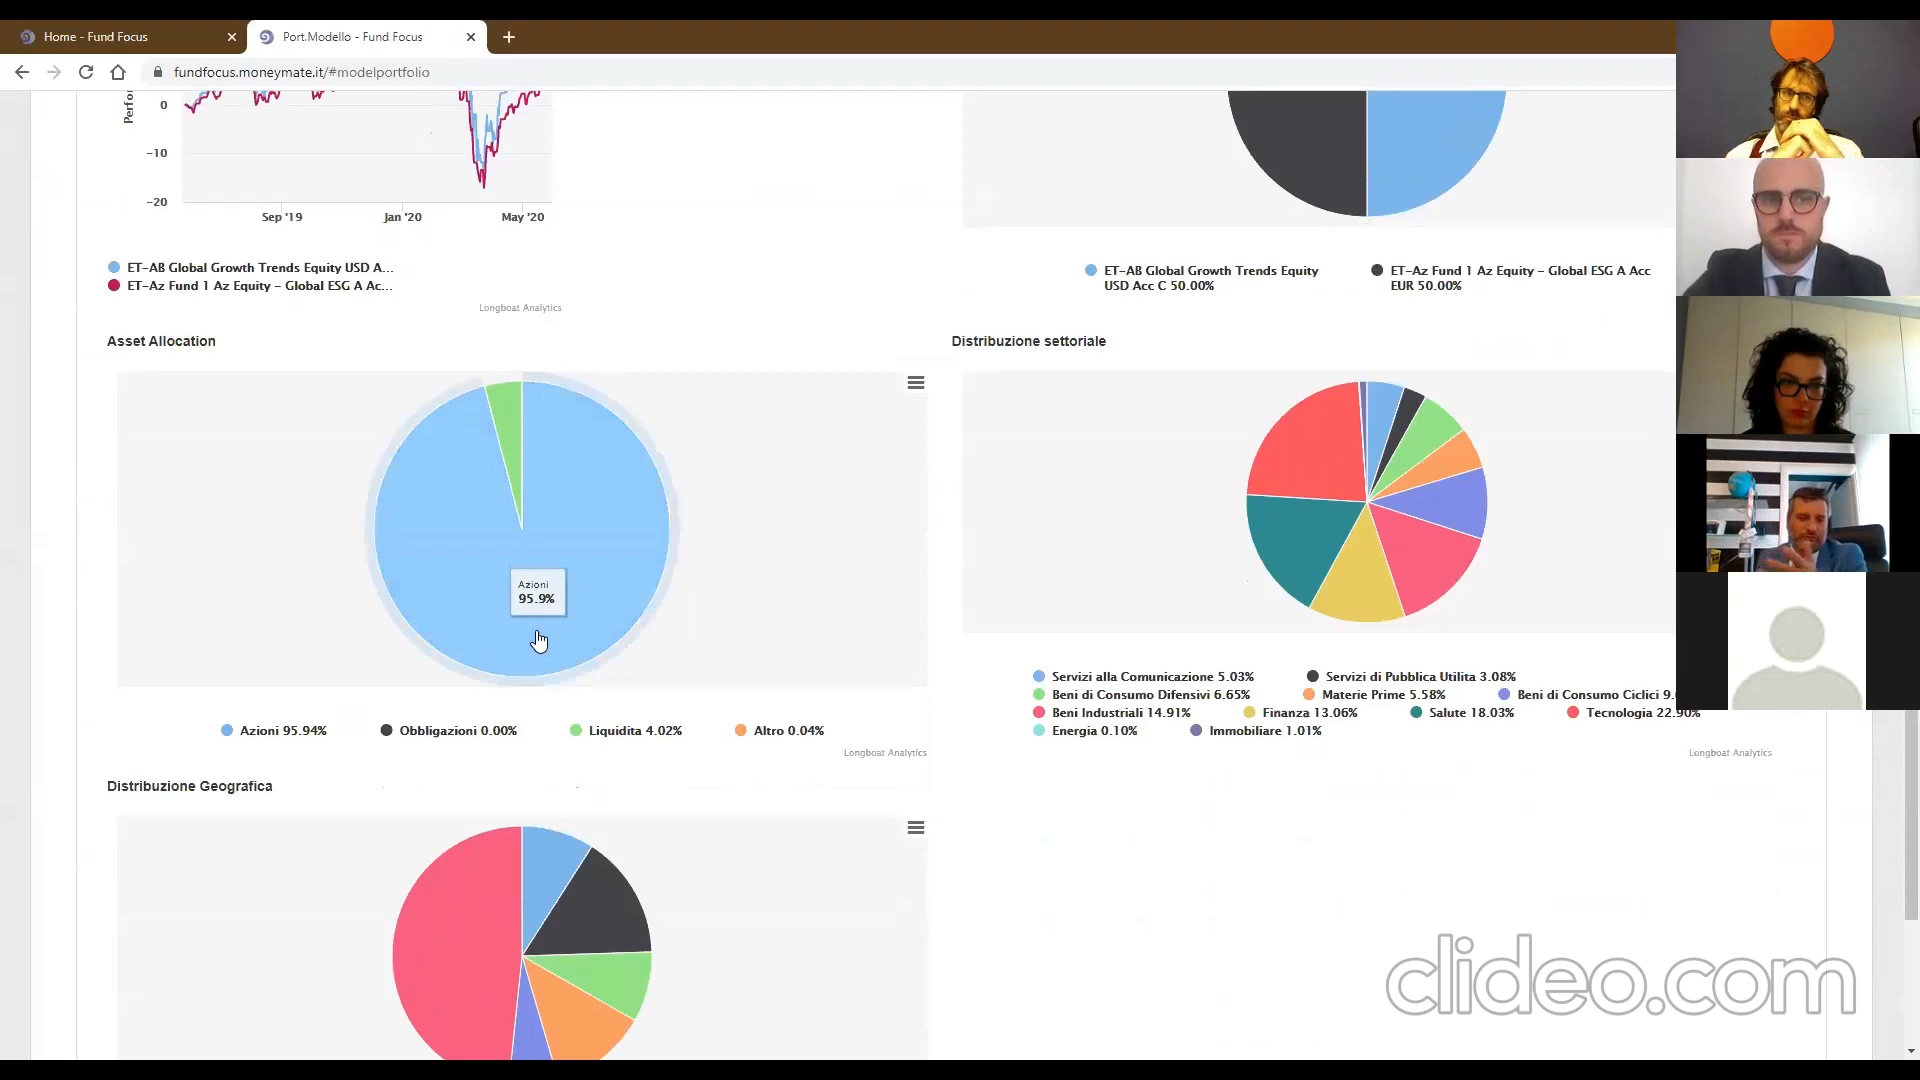 Home - Fund Focus
Port.Modello - Fund Focus
fundfocus.moneymate.it/#modelportfolio
Perfo
0
-10
-20
Sep '19
Jan '20
May '20
ET-AB Global Growth Trends Equity USD A...
ET-Az Fund 1 Az Equity - Global ESG A Ac...
Longboat Analytics
ET-AB Global Growth Trends Equity
USD Acc C 50.00%
ET-Az Fund 1 Az Equity - Global ESG A Acc
EUR 50.00%
Asset Allocation
Distribuzione settoriale
Azioni
95.9%
Azioni 95.94%
Obbligazioni 0.00%
Liquidita 4.02%
Altro 0.04%
Longboat Analytics
Servizi alla Comunicazione 5.03%
Servizi di Pubblica Utilita 3.08%
Beni di Consumo Difensivi 6.65%
Materie Prime 5.58%
Beni di Consumo Ciclici 9.
Beni Industriali 14.91%
Finanza 13.06%
Salute 18.03%
Tecnologia 22.90%
Energia 0.10%
Immobiliare 1.01%
Longboat Analytics
Distribuzione Geografica
clideo.com